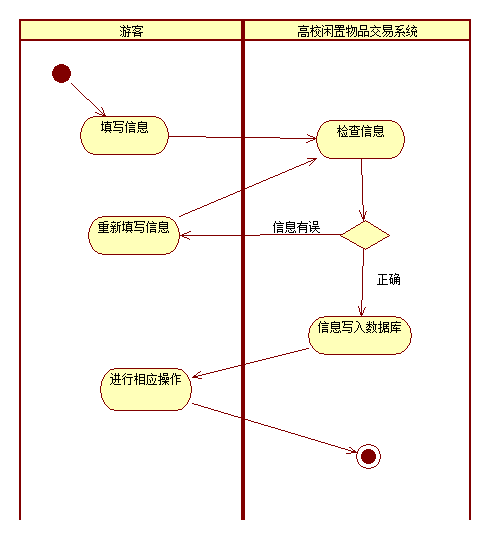 游客
高校闲置物品交易系统
填写信息
检查信息
重新填写信息
信息有误
正确
信息写入数据库
进行相应操作